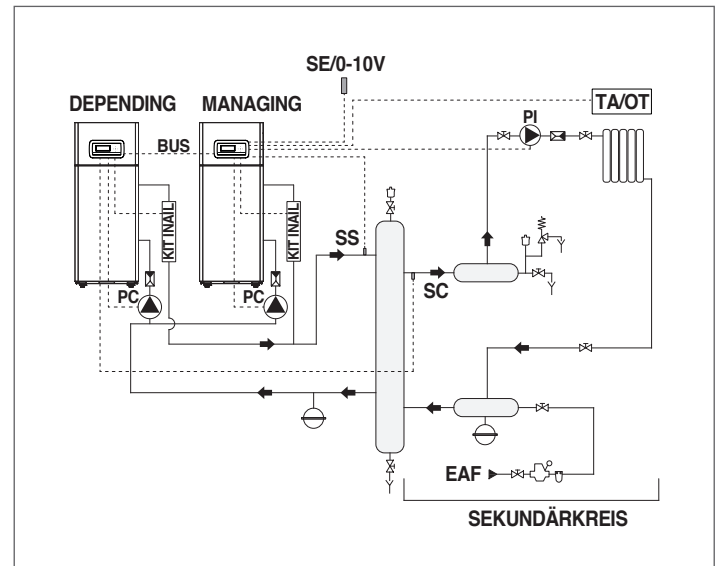 SE/0-10V
DEPENDING
MANAGING
TA/OT
PI
BUS
KIT INAIL
KIT INAIL
SS
SC
PC
PC
EAF
SEKUNDÄRKREIS